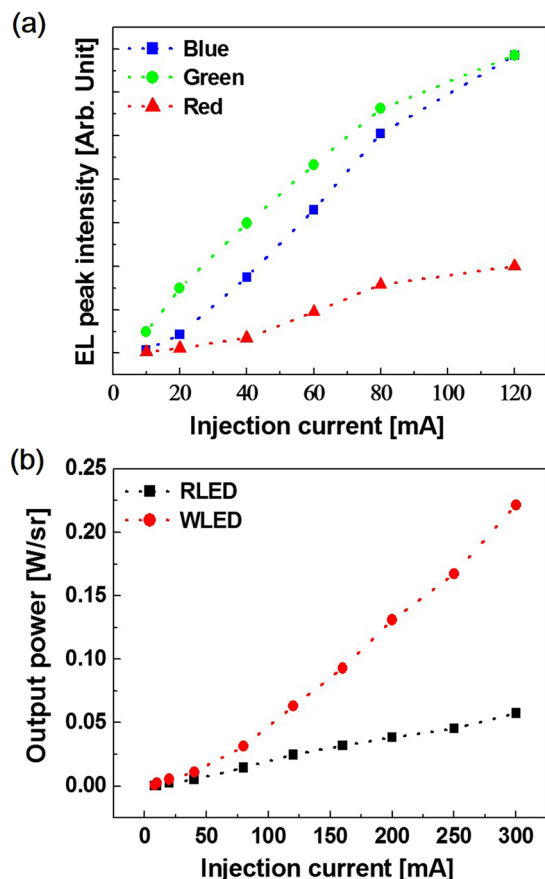 (a)
Blue
Green
Red
EL peak intensity [Arb. Unit]
0 20 40 60 80 100 120
Injection current [mA]
(b)
RLED
WLED
Output power [W/sr]
0.25
0.20
0.15
0.10
0.05
0.00
0 50 100 150 200 250 300
Injection current [mA]